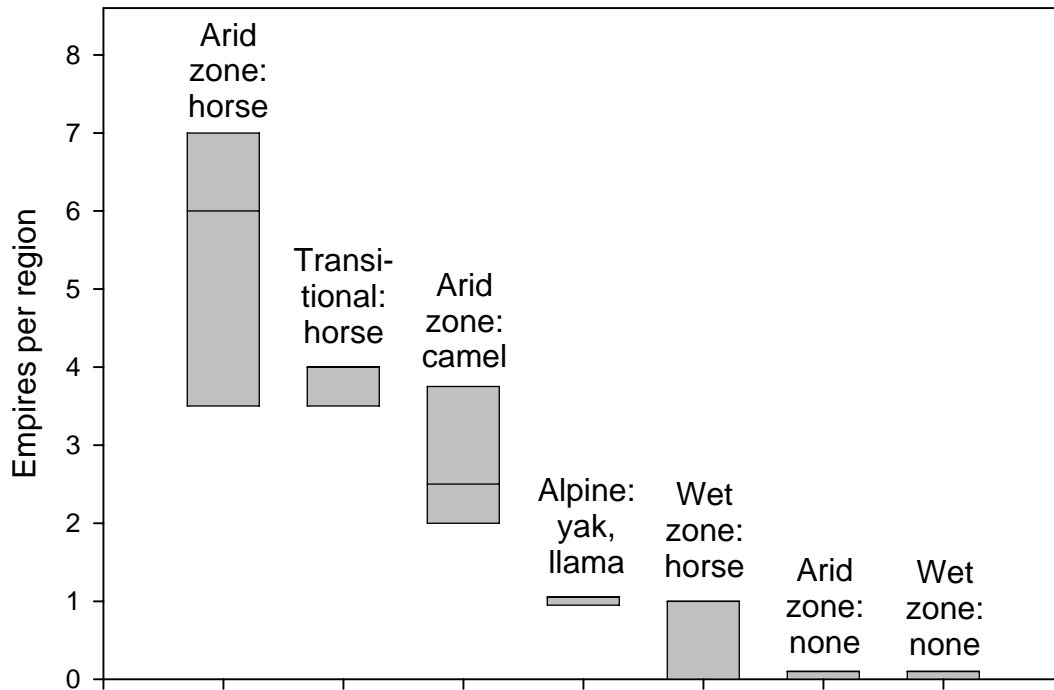 Arid
zone:
horse
Transi-
tional:
horse
Arid
zone:
camel
Alpine:
yak,
llama
Wet
zone:
horse
Arid
zone:
none
Wet
zone:
none
Empires per region
8
7
6
5
4
3
2
1
0